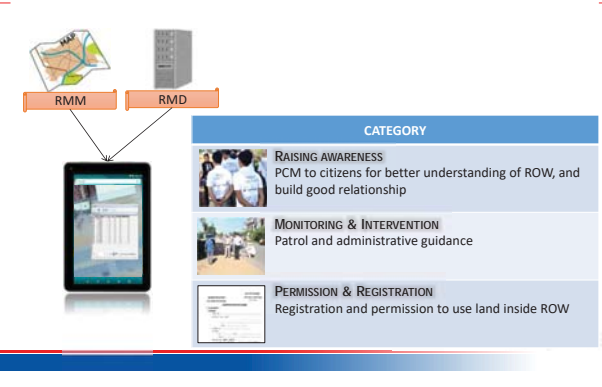 MAP
RMM
RMD
CATEGORY
RAISING AWARENESS
PCM to citizens for better understanding of ROW, and
build good relationship
MONITORING & INTERVENTION
Patrol and administrative guidance
PERMISSION & REGISTRATION
Registration and permission to use land inside ROW